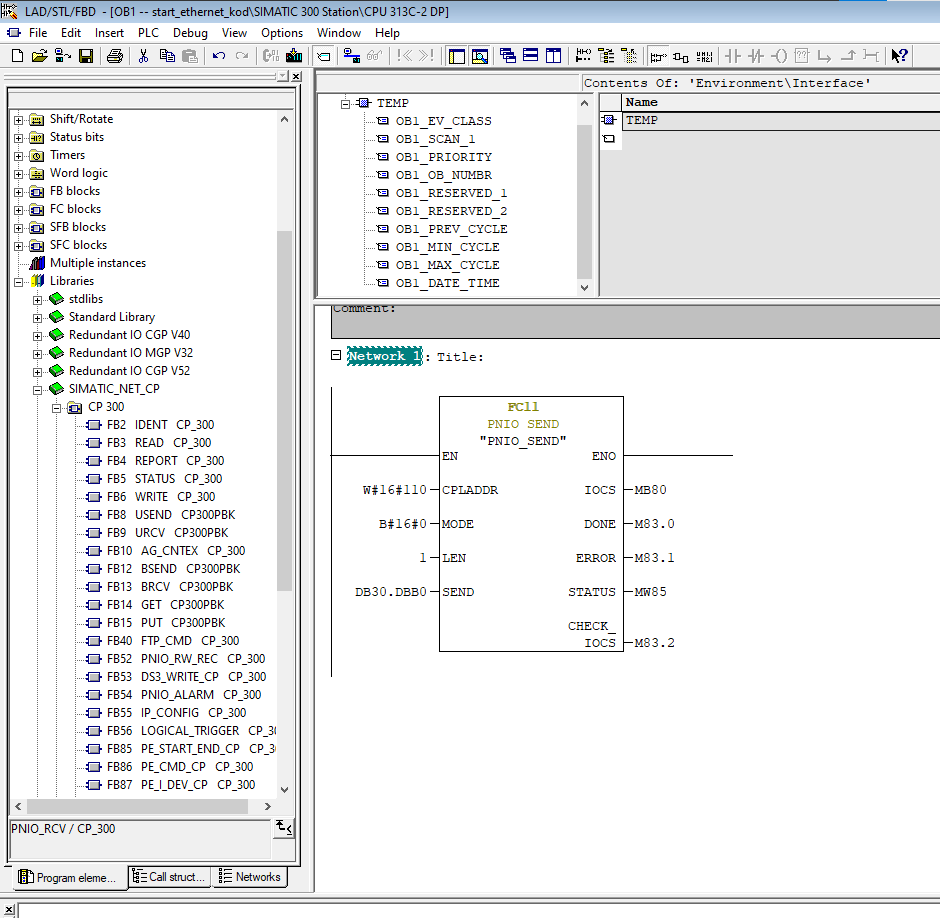 LAD/STL/FBD - [OB1 -- start_ethernet_kod\SIMATIC 300 Station\CPU 313C-2 DP]
File Edit Insert PLC Debug View Options Window Help
Shift/Rotate
Status bits
Timers
Word logic
FB blocks
FC blocks
SFB blocks
SFC blocks
Multiple instances
Libraries
stdlibs
Standard Library
Redundant IO CGP V40
Redundant IO MGP V32
Redundant IO CGP V52
SIMATIC_NET_CP
CP 300
FB2 IDENT CP_300
FB3 READ CP_300
FB4 REPORT CP_300
FB5 STATUS CP_300
FB6 WRITE CP_300
FB8 USEND CP300PBK
FB9 URCV CP300PBK
FB10 AG_CNTEX CP_300
FB12 BSEND CP300PBK
FB13 BRCV CP300PBK
FB14 GET CP300PBK
FB15 PUT CP300PBK
FB40 FTP_CMD CP_300
FB52 PNIO_RW_REC CP_300
FB53 DS3_WRITE_CP CP_300
FB54 PNIO_ALARM CP_300
FB55 IP_CONFIG CP_300
FB56 LOGICAL_TRIGGER CP_30
FB85 PE_START_END_CP CP_3
FB86 PE_CMD_CP CP_300
FB87 PE_I_DEV_CP CP_300
PNIO_RCV / CP_300
Program eleme...
Call struct...
Networks
TEMP
OB1_EV_CLASS
OB1_SCAN_1
OB1_PRIORITY
OB1_OB_NUMBR
OB1_RESERVED_1
OB1_RESERVED_2
OB1_PREV_CYCLE
OB1_MIN_CYCLE
OB1_MAX_CYCLE
OB1_DATE_TIME
Contents Of: 'Environment\Interface'
Name
TEMP
Comment:
Network 1: Title:
FC11
PNIO SEND
"PNIO_SEND"
EN ENO
W#16#110 CPLADDR IOCS MB80
B#16#0 MODE DONE M83.0
1 LEN ERROR M83.1
DB30.DBB0 SEND STATUS MW85
CHECK_
IOCS M83.2